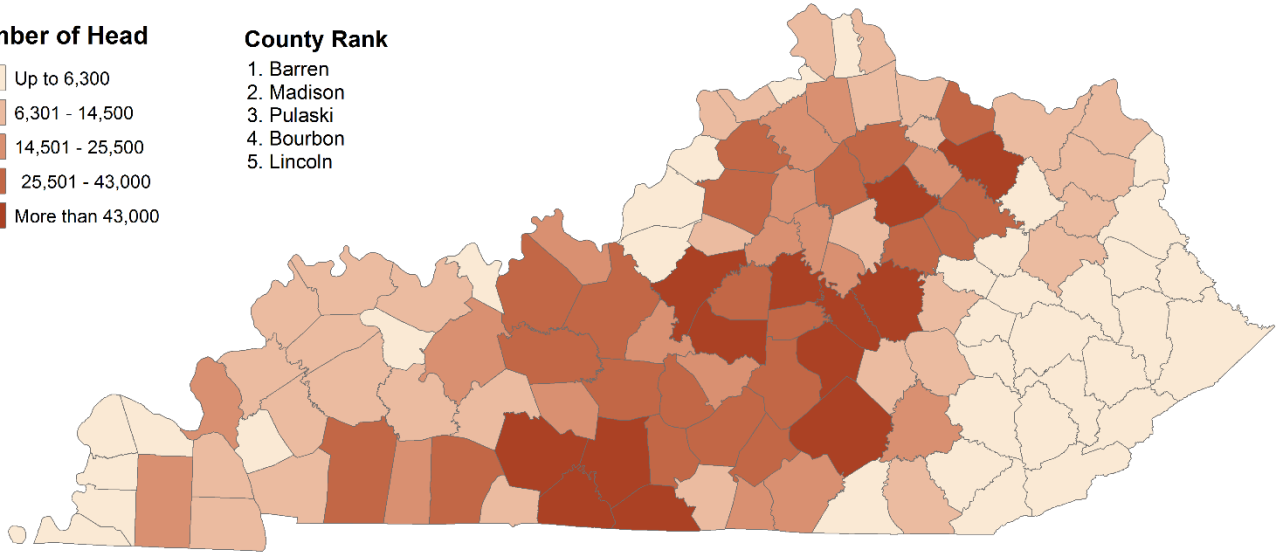 mber of Head
Up to 6,300
6,301 - 14,500
14,501 - 25,500
25,501 - 43,000
More than 43,000
County Rank
1. Barren
2. Madison
3. Pulaski
4. Bourbon
5. Lincoln